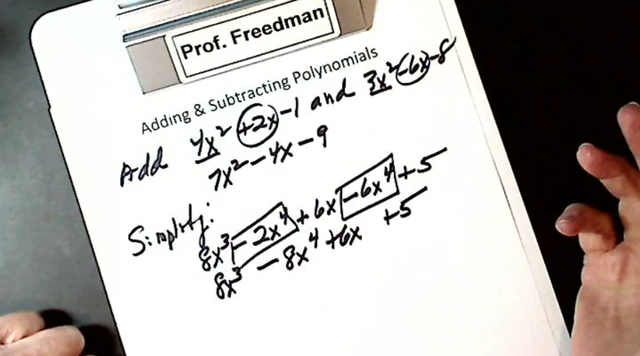 Prof. Freedman
Adding & Subtracting Polynomials
Add 4x² +2x -1 and 3x² -6x -8
7x² - 4x - 9
Simplify:
8x³ - 2x⁴ + 6x - 6x⁴ + 5
8x³ - 8x⁴ + 6x + 5